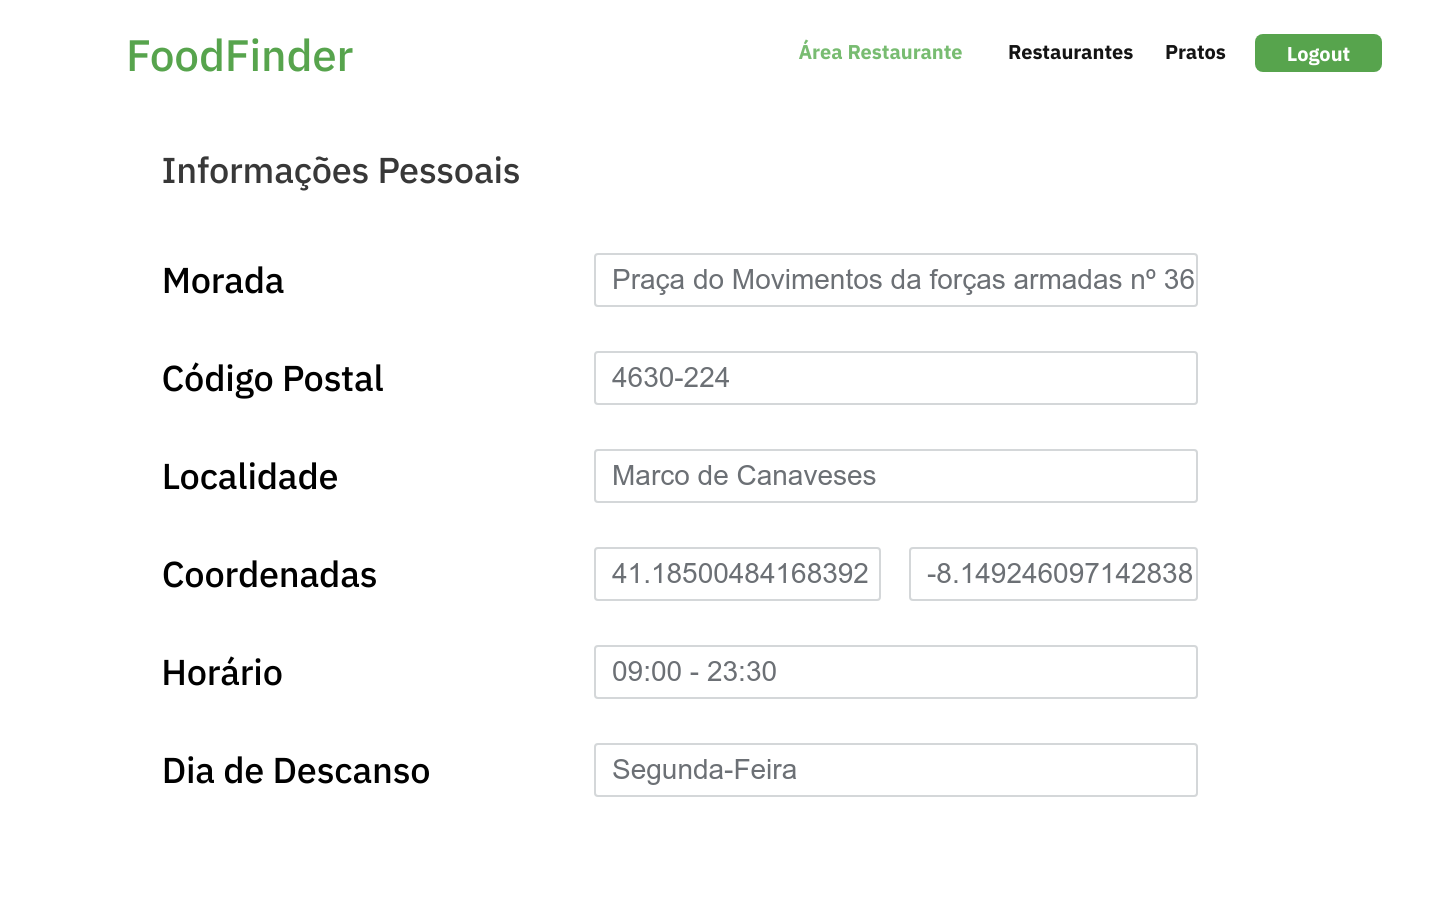 FoodFinder
Área Restaurante Restaurantes Pratos Logout
Informações Pessoais
Morada Praça do Movimentos da forças armadas nº 36
Código Postal 4630-224
Localidade Marco de Canaveses
Coordenadas 41.18500484168392 -8.149246097142838
Horário 09:00 - 23:30
Dia de Descanso Segunda-Feira